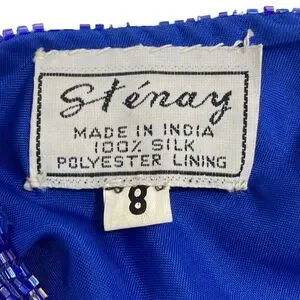 Sténay
MADE IN INDIA
100% SILK
POLYESTER LINING
8